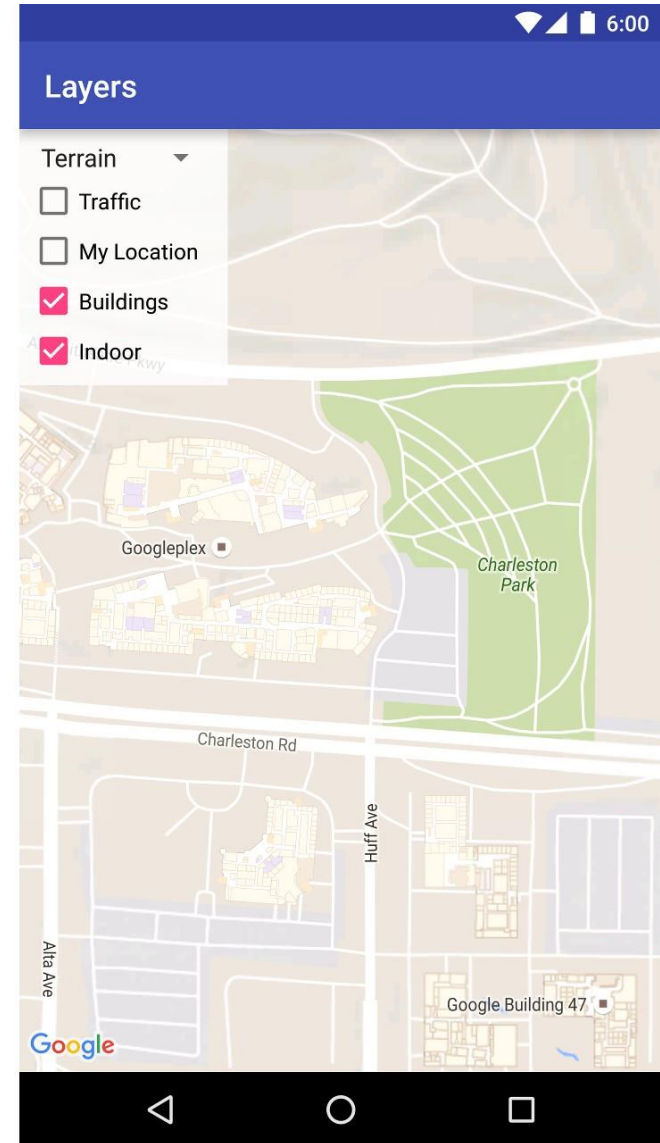 6:00
Layers
Terrain
Traffic
My Location
Buildings
Indoor
kwy
Googleplex
Charleston
Park
Charleston Rd
Huff Ave
Alta Ave
Google Building 47
Google